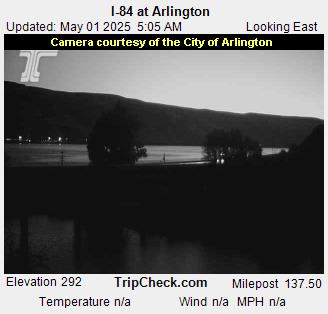 I-84 at Arlington
Updated: May 01 2025 5:05 AM Looking East
Camera courtesy of the City of Arlington
Elevation 292 TripCheck.com Milepost 137.50
Temperature n/a Wind n/a MPH n/a